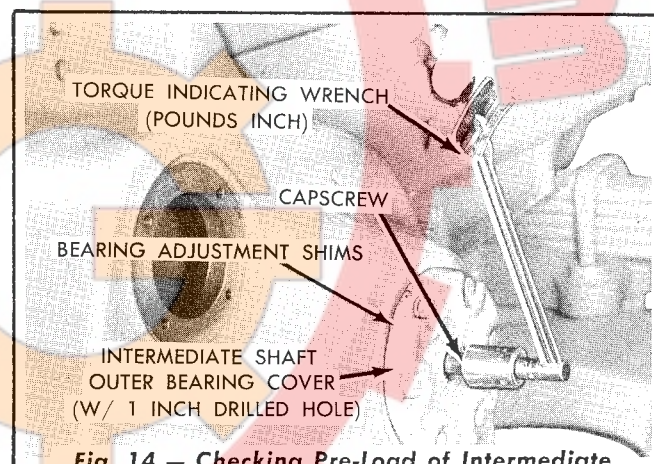 TORQUE INDICATING WRENCH
(POUNDS INCH)
CAPSCREW
BEARING ADJUSTMENT SHIMS
INTERMEDIATE SHAFT
OUTER BEARING COVER
(W/ 1 INCH DRILLED HOLE)
Fig. 14 — Checking Pre-Load of Intermediate